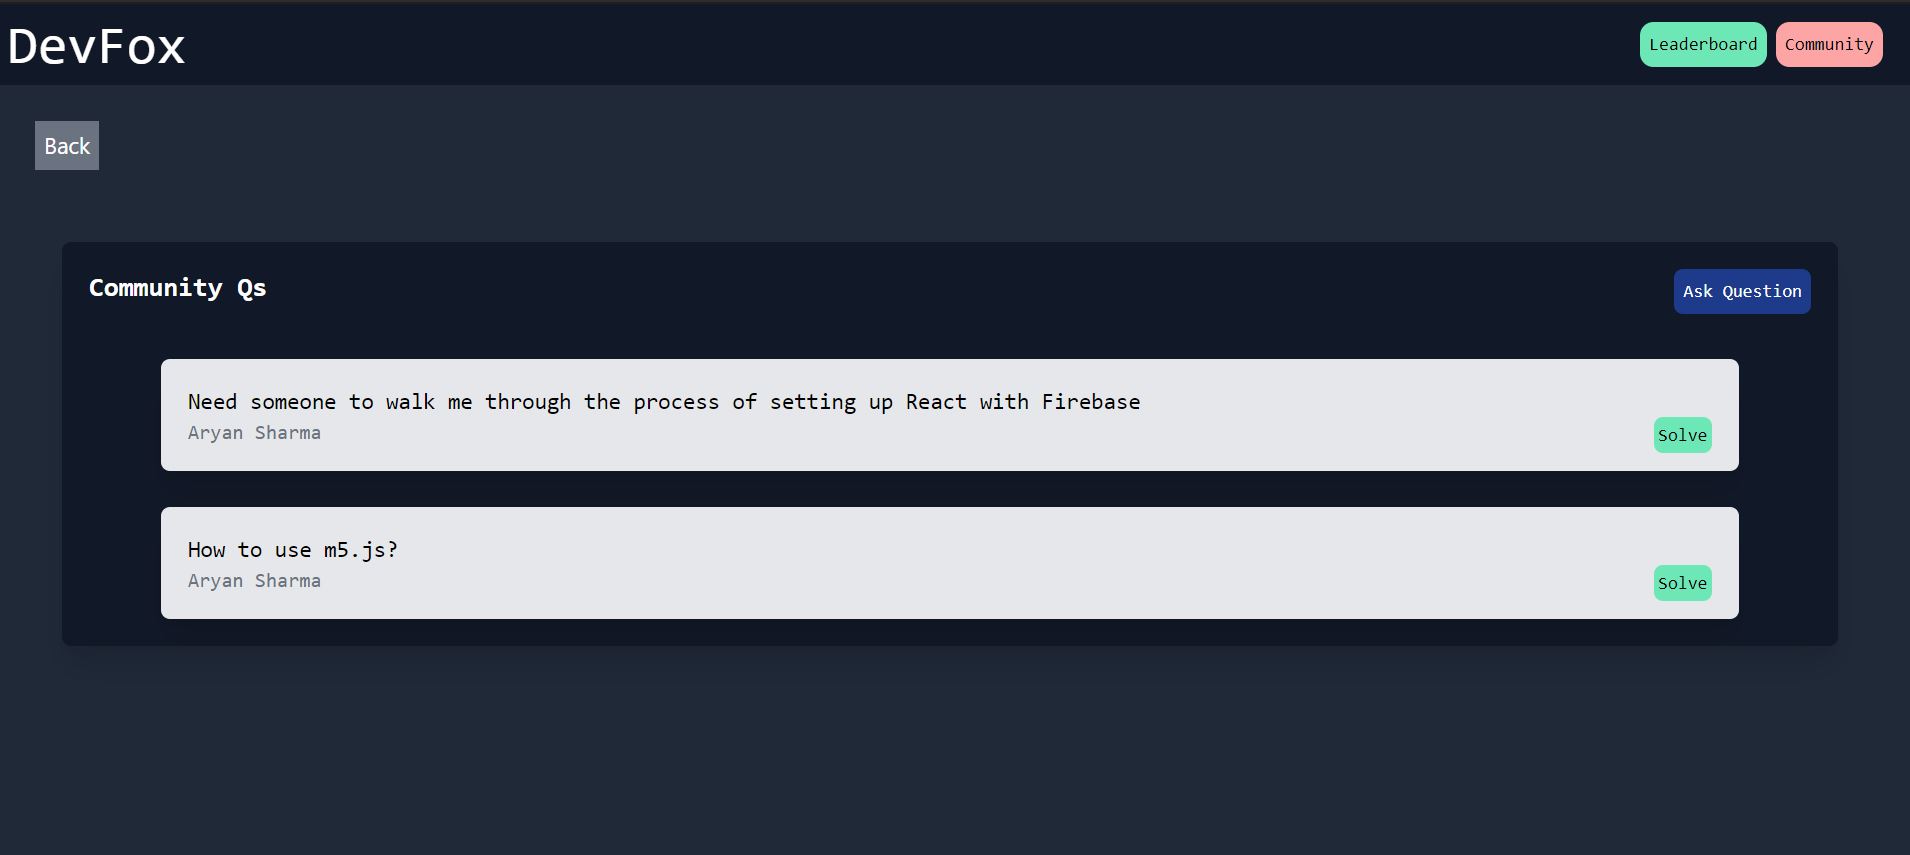 DevFox
Leaderboard
Community
Back
Community Qs
Ask Question
Need someone to walk me through the process of setting up React with Firebase
Aryan Sharma
Solve
How to use m5.js?
Aryan Sharma
Solve